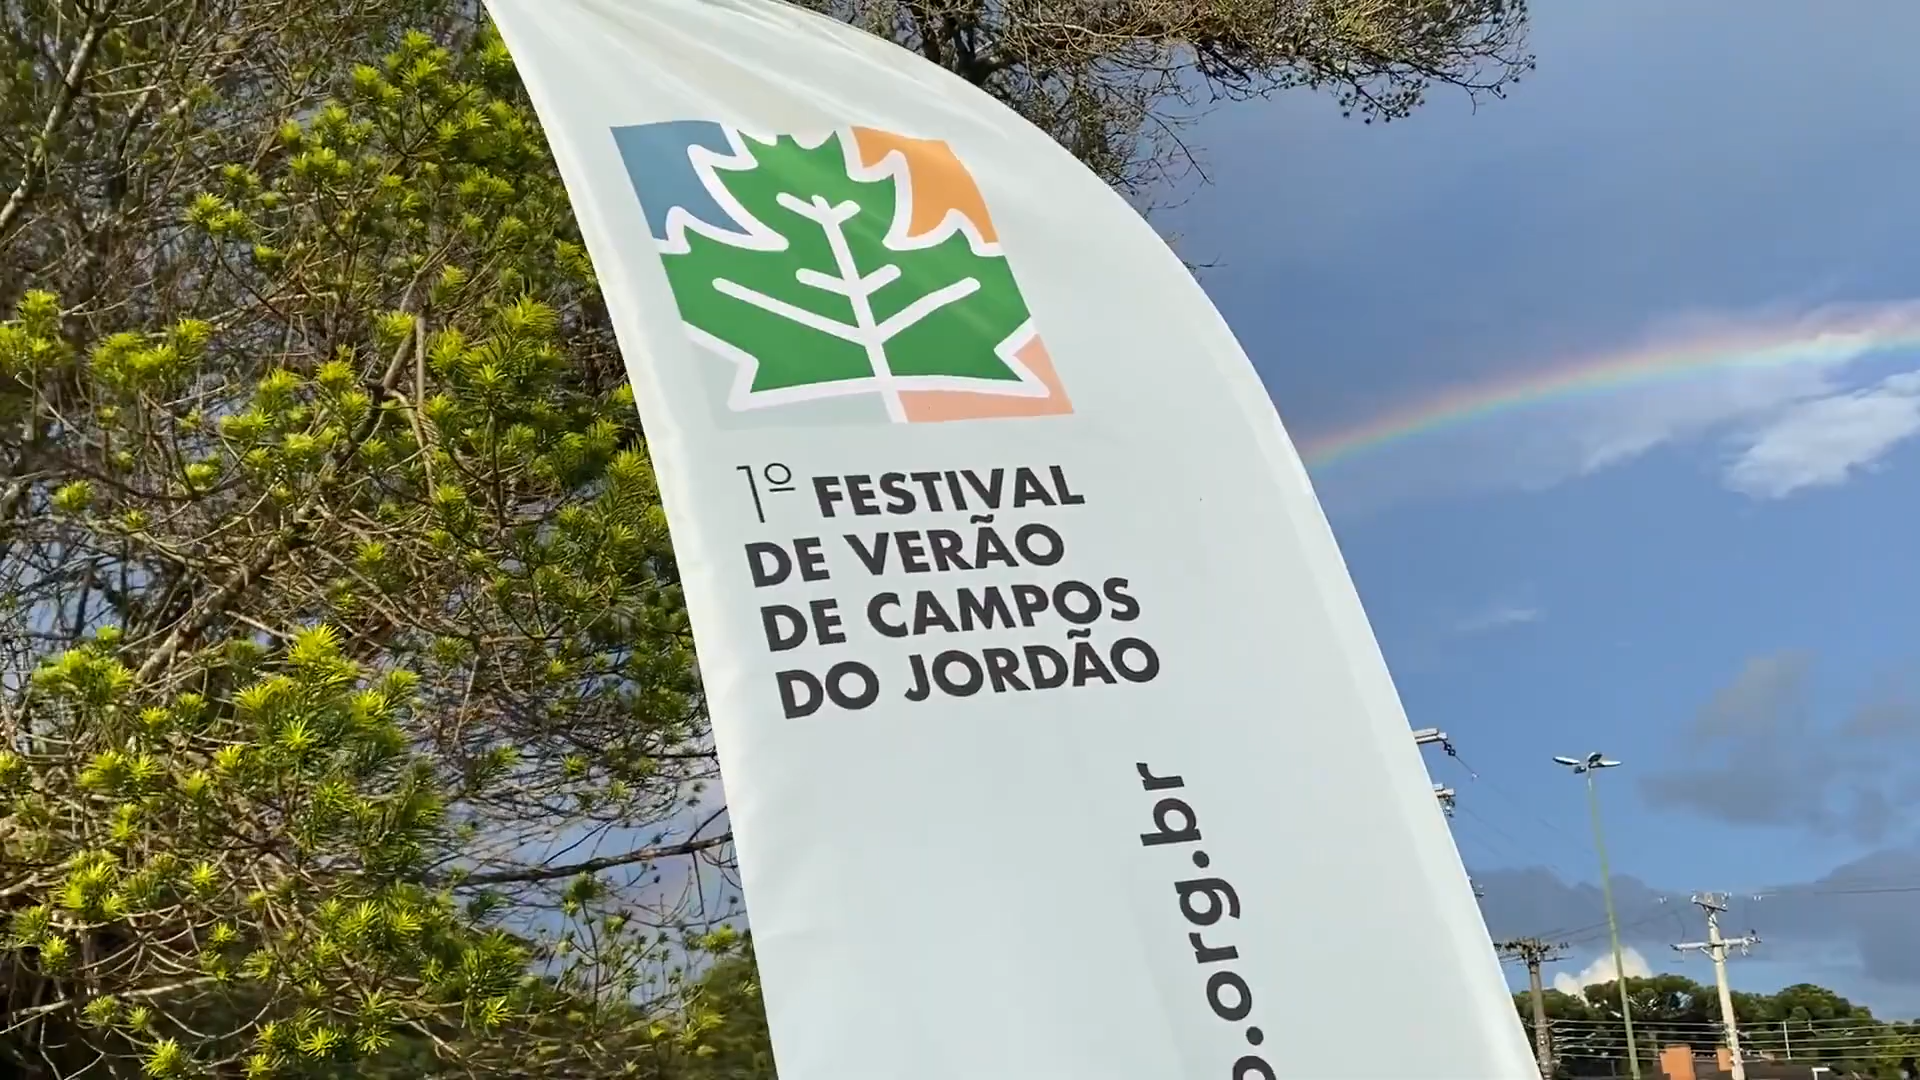 1º FESTIVAL
DE VERÃO
DE CAMPOS
DO JORDÃO
o.org.br